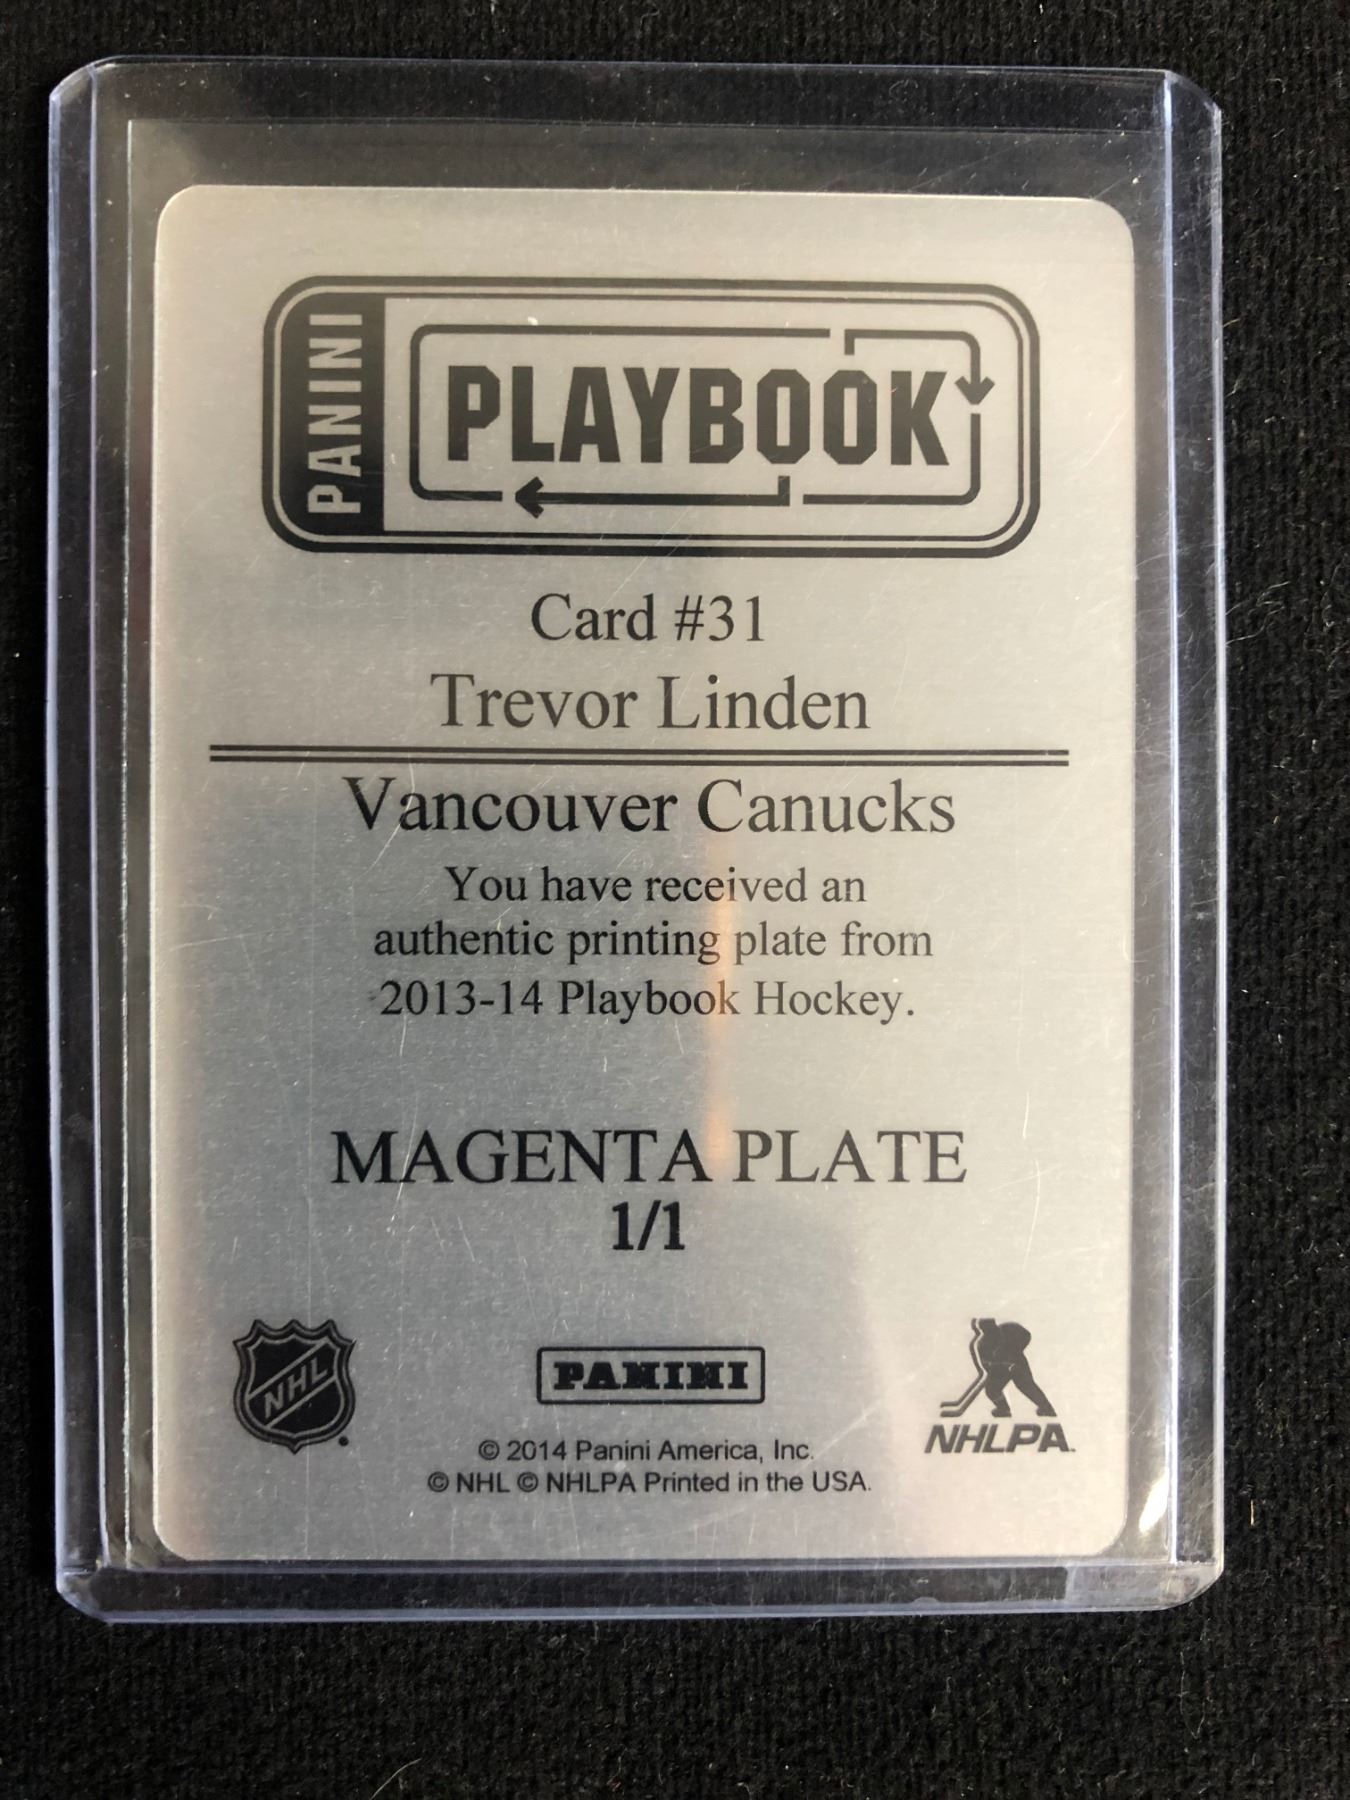 PANINI
PLAYBOOK
Card #31
Trevor Linden
Vancouver Canucks
You have received an
authentic printing plate from
2013-14 Playbook Hockey.
MAGENTA PLATE
1/1
NHL
PANINI
NHLPA.
© 2014 Panini America, Inc.
© NHL © NHLPA Printed in the USA.